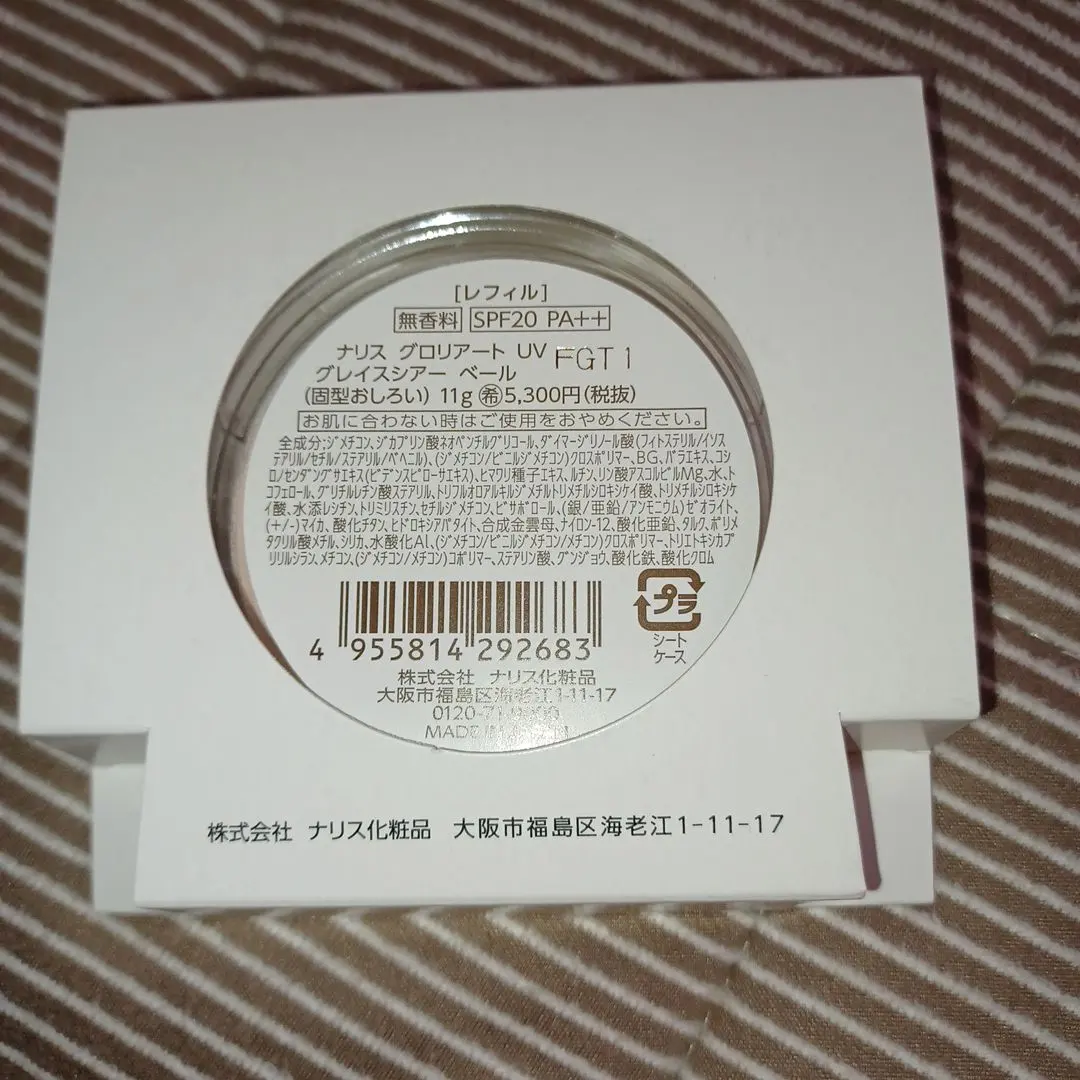 [レフィル]
無香料 SPF20 PA++
ナリス グロリアート UV FGT1
グレイスシアー ベール
(固型おしろい) 11g ㊭5,300円(税抜)
お肌に合わない時はご使用をおやめください。
全成分:ジメチコン、ジカプリン酸ネオペンチルグリコール、ダイマージリノール酸(フィトステリル/イソス
テアリル/セチル/ステアリル/ベヘニル)、(ジメチコン/ビニルジメチコン)クロスポリマー、BG、バラエキス、コシ
ロノセンダングサエキス(ビデンスピローサエキス)、ヒマワリ種子エキス、ルチン、リン酸アスコルビルMg、水、ト
コフェロール、グリチルレチン酸ステアリル、トリフルオロアルキルジメチルトリメチルシロキシケイ酸、トリメチルシロキシケ
イ酸、水添レシチン、トリミリスチン、セチルジメチコン、ビサボロール、(銀/亜鉛/アンモニウム)ゼオライト、
(+/-)マイカ、酸化チタン、ヒドロキシアパタイト、合成金雲母、ナイロン-12、酸化亜鉛、タルク、ポリメ
タクリル酸メチル、シリカ、水酸化Al、(ジメチコン/ビニルジメチコン/メチコン)クロスポリマー、トリエトキシカプ
リリルシラン、メチコン、(ジメチコン/メチコン)コポリマー、ステアリン酸、グンジョウ、酸化鉄、酸化クロム
プラ
シート
ケース
4 955814 292683
株式会社 ナリス化粧品
大阪市福島区海老江1-11-17
MADE IN JAPAN
株式会社 ナリス化粧品 大阪市福島区海老江1-11-17